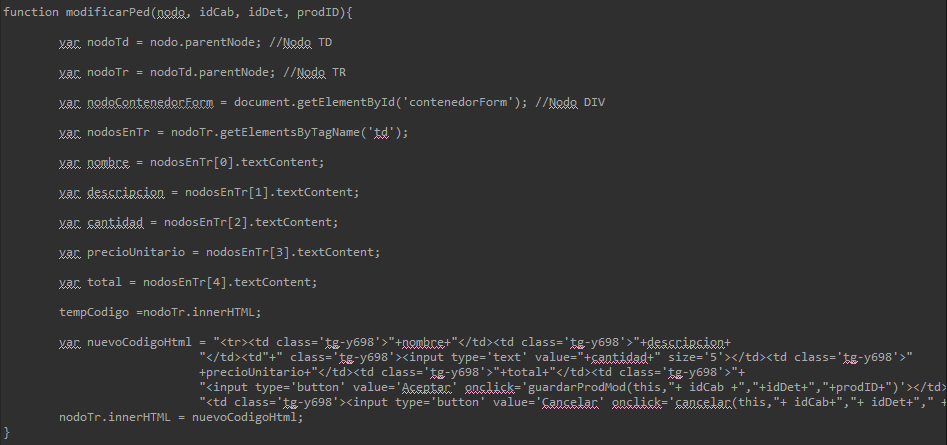 function modificarPed(nodo, idCab, idDet, prodID){
var nodoTd = nodo.parentNode; //Nodo TD
var nodoTr = nodoTd.parentNode; //Nodo TR
var nodoContenedorForm = document.getElementById('contenedorForm'); //Nodo DIV
var nodosEnTr = nodoTr.getElementsByTagName('td');
var nombre = nodosEnTr[0].textContent;
var descripcion = nodosEnTr[1].textContent;
var cantidad = nodosEnTr[2].textContent;
var precioUnitario = nodosEnTr[3].textContent;
var total = nodosEnTr[4].textContent;
tempCodigo =nodoTr.innerHTML;
var nuevoCodigoHtml = "<tr><td class='tg-y698'>"+nombre+"</td><td class='tg-y698'>"+descripcion+
"</td><td"+" class='tg-y698'><input type='text' value="+cantidad+" size='5'></td><td class='tg-y698'>"
+precioUnitario+"</td><td class='tg-y698'>"+total+"</td><td class='tg-y698'>"+
"<input type='button' value='Aceptar' onclick='guardarProdMod(this,"+ idCab +","+idDet+","+prodID+")'></td>
"<td class='tg-y698'><input type='button' value='Cancelar' onclick='cancelar(this,"+ idCab+","+ idDet+"," +
nodoTr.innerHTML = nuevoCodigoHtml;
}